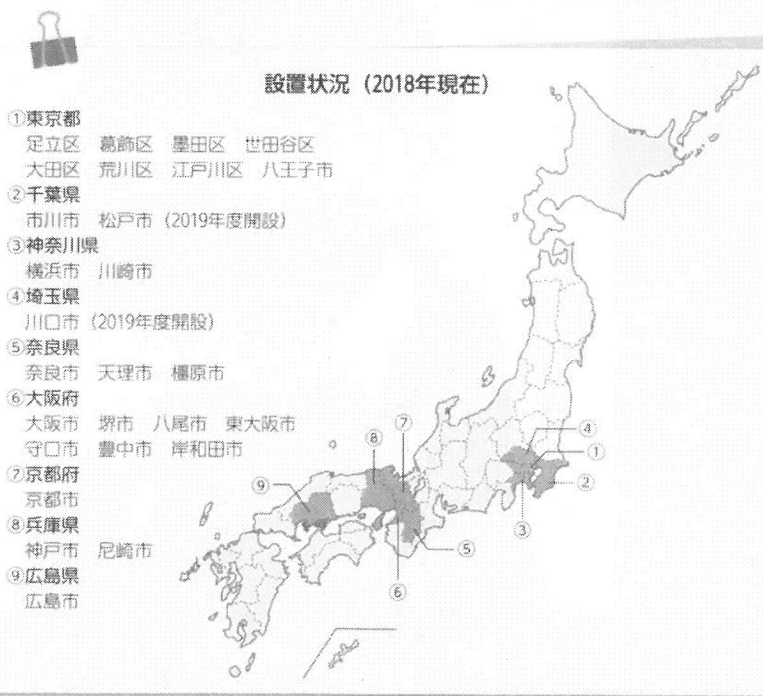 設置状況（2018年現在）
①東京都
足立区　葛飾区　墨田区　世田谷区
大田区　荒川区　江戸川区　八王子市
②千葉県
市川市　松戸市（2019年度開設）
③神奈川県
横浜市　川崎市
④埼玉県
川口市（2019年度開設）
⑤奈良県
奈良市　天理市　橿原市
⑥大阪府
大阪市　堺市　八尾市　東大阪市
守口市　豊中市　岸和田市
⑦京都府
京都市
⑧兵庫県
神戸市　尼崎市
⑨広島県
広島市
⑦
⑧
④
①
⑨
②
③
⑤
⑥